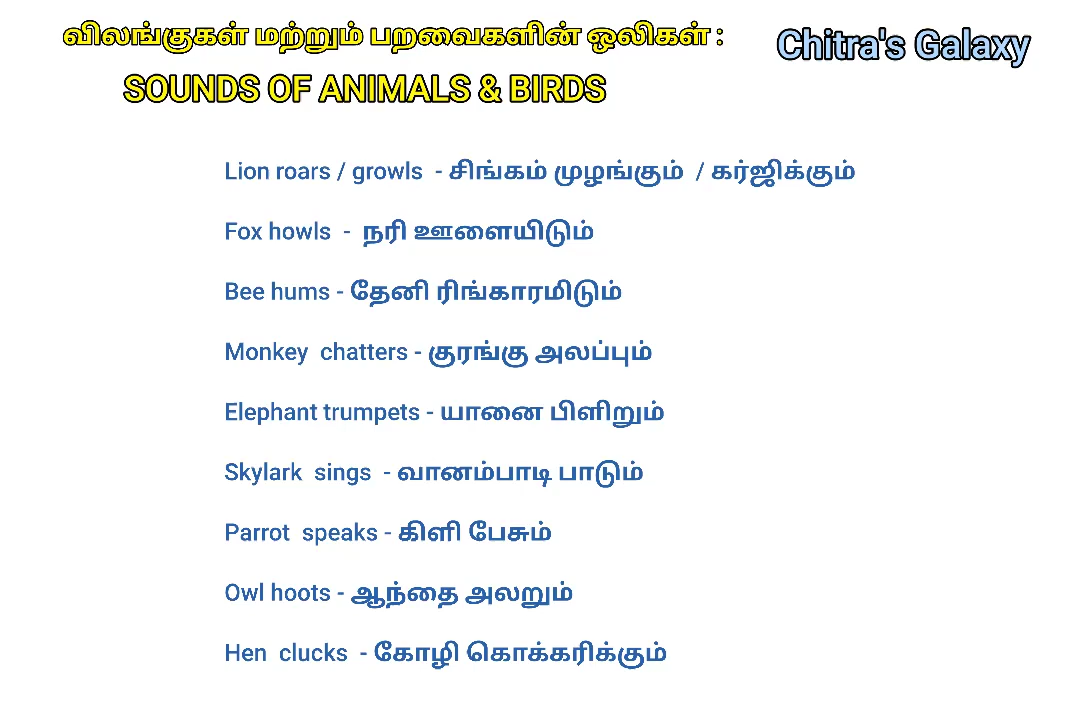 விலங்குகள் மற்றும் பறவைகளின் ஒலிகள் :
Chitra's Galaxy
SOUNDS OF ANIMALS & BIRDS
Lion roars / growls - சிங்கம் முழங்கும் / கர்ஜிக்கும்
Fox howls - நரி ஊளையிடும்
Bee hums - தேனி ரிங்காரமிடும்
Monkey chatters - குரங்கு அலப்பும்
Elephant trumpets - யானை பிளிறும்
Skylark sings - வானம்பாடி பாடும்
Parrot speaks - கிளி பேசும்
Owl hoots - ஆந்தை அலறும்
Hen clucks - கோழி கொக்கரிக்கும்